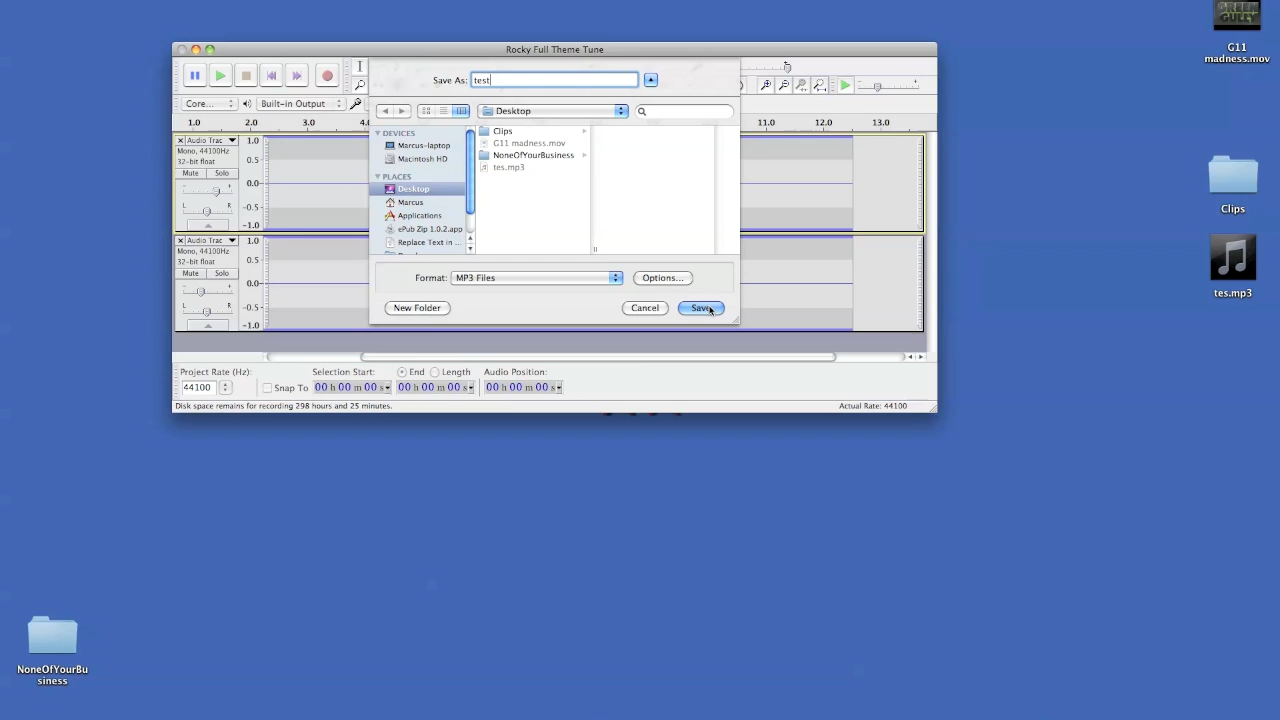 GREEN
GULLY
G11
madness.mov
Rocky Full Theme Tune
Save As: test
Core... Built-in Output
Desktop
1.0 2.0 3.0 4.0 11.0 12.0 13.0
DEVICES
Marcus-laptop
Macintosh HD
PLACES
Desktop
Marcus
Applications
ePub Zip 1.0.2.app
Replace Text in ...
Clips
G11 madness.mov
NoneOfYourBusiness
tes.mp3
Audio Trac
Mono, 44100Hz
32-bit float
Mute Solo
- +
L R
1.0
0.5
0.0
-0.5
-1.0
Audio Trac
Mono, 44100Hz
32-bit float
Mute Solo
- +
L R
1.0
0.5
0.0
-0.5
-1.0
Format: MP3 Files Options...
New Folder Cancel Save
Project Rate (Hz): Selection Start: End Length Audio Position:
44100 Snap To 00 h 00 m 00 s 00 h 00 m 00 s 00 h 00 m 00 s
Disk space remains for recording 298 hours and 25 minutes. Actual Rate: 44100
Clips
tes.mp3
NoneOfYourBu
siness